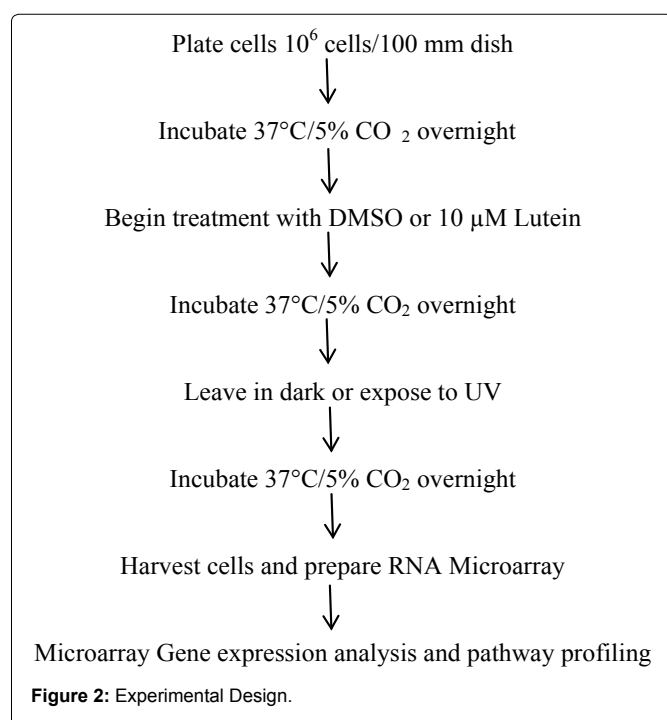 Plate cells 10⁶ cells/100 mm dish
Incubate 37°C/5% CO ₂ overnight
Begin treatment with DMSO or 10 µM Lutein
Incubate 37°C/5% CO₂ overnight
Leave in dark or expose to UV
Incubate 37°C/5% CO₂ overnight
Harvest cells and prepare RNA Microarray
Microarray Gene expression analysis and pathway profiling
Figure 2: Experimental Design.